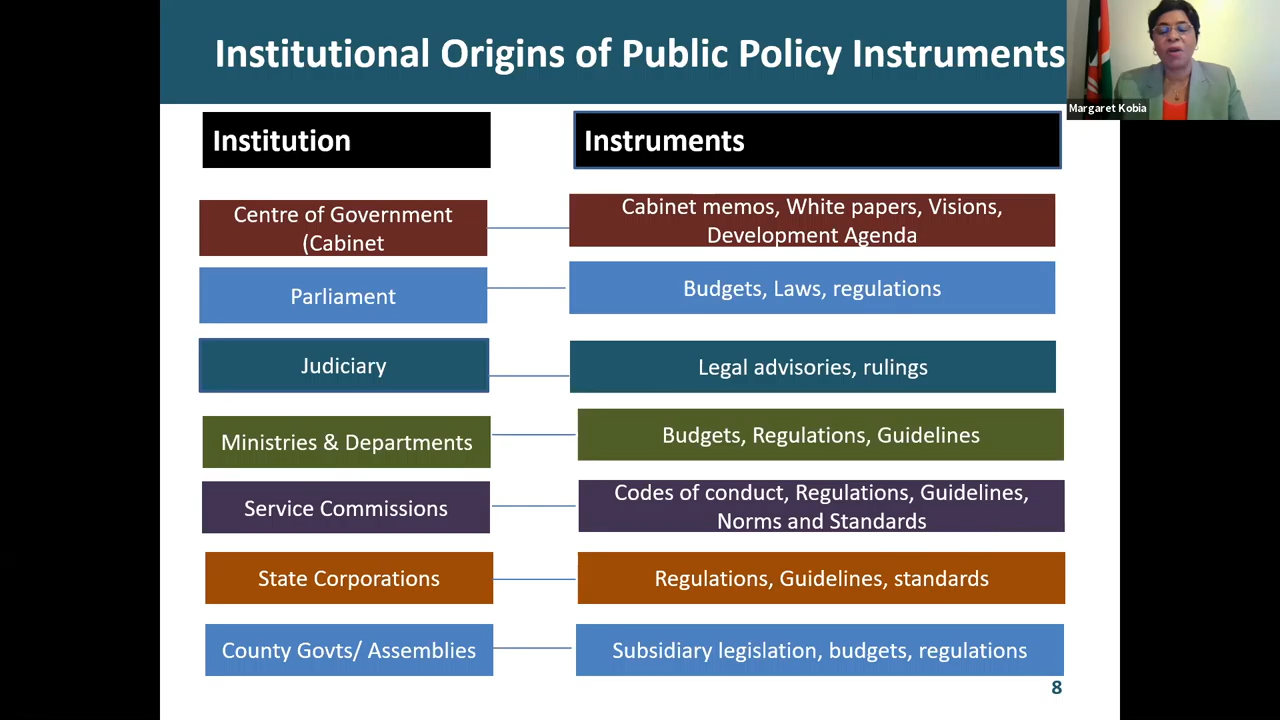 Institutional Origins of Public Policy Instruments
Margaret Kobia
Institution
Instruments
Centre of Government
(Cabinet
Cabinet memos, White papers, Visions,
Development Agenda
Parliament
Budgets, Laws, regulations
Judiciary
Legal advisories, rulings
Ministries & Departments
Budgets, Regulations, Guidelines
Service Commissions
Codes of conduct, Regulations, Guidelines,
Norms and Standards
State Corporations
Regulations, Guidelines, standards
County Govts/ Assemblies
Subsidiary legislation, budgets, regulations
8